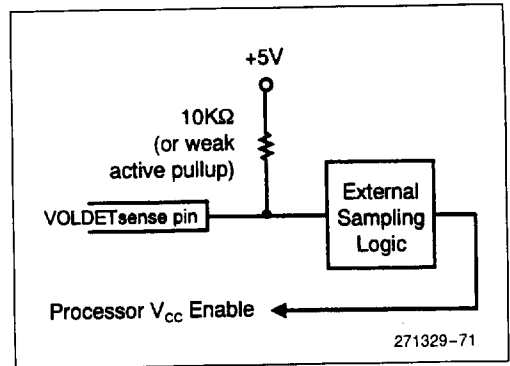 +5V
10KΩ
(or weak
active pullup)
VOLDETsense pin
External
Sampling
Logic
Processor VCC Enable
271329-71